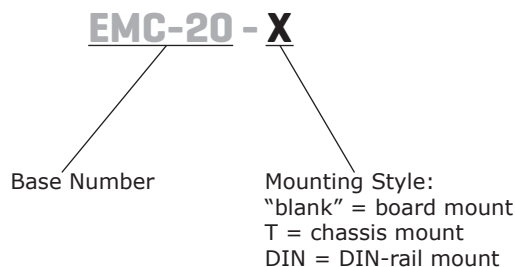 EMC-20 - X
Base Number
Mounting Style:
“blank” = board mount
T = chassis mount
DIN = DIN-rail mount